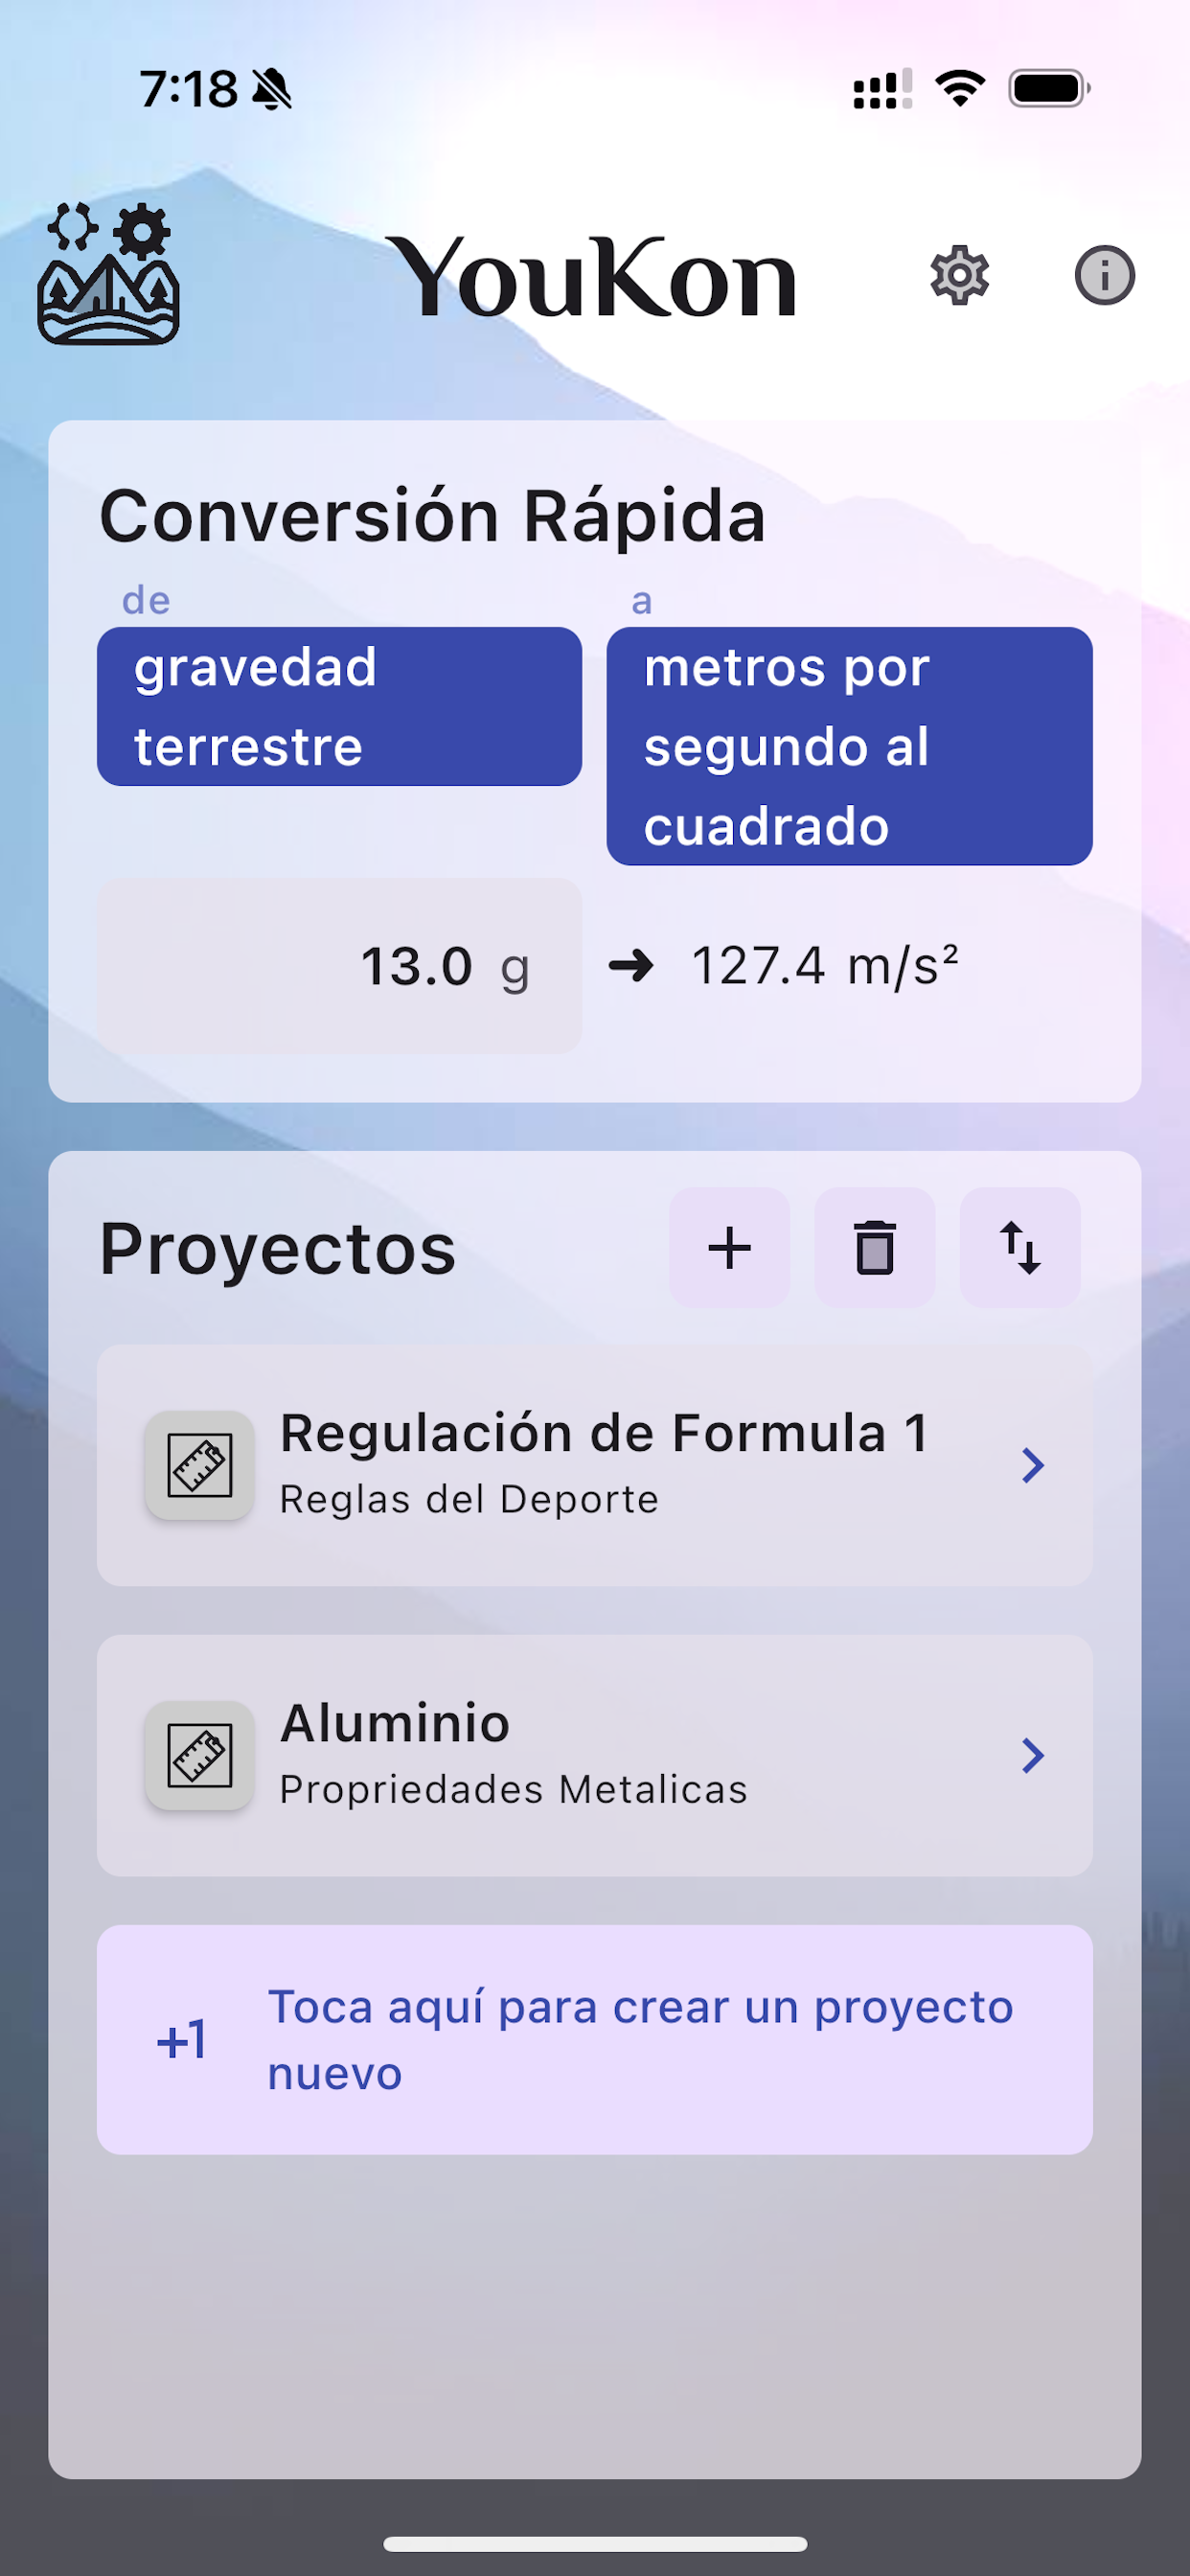 7:18
YouKon
Conversión Rápida
de
a
gravedad
terrestre
metros por
segundo al
cuadrado
13.0 g ➜ 127.4 m/s²
Proyectos
Regulación de Formula 1
Reglas del Deporte
Aluminio
Propriedades Metalicas
+1
Toca aquí para crear un proyecto
nuevo